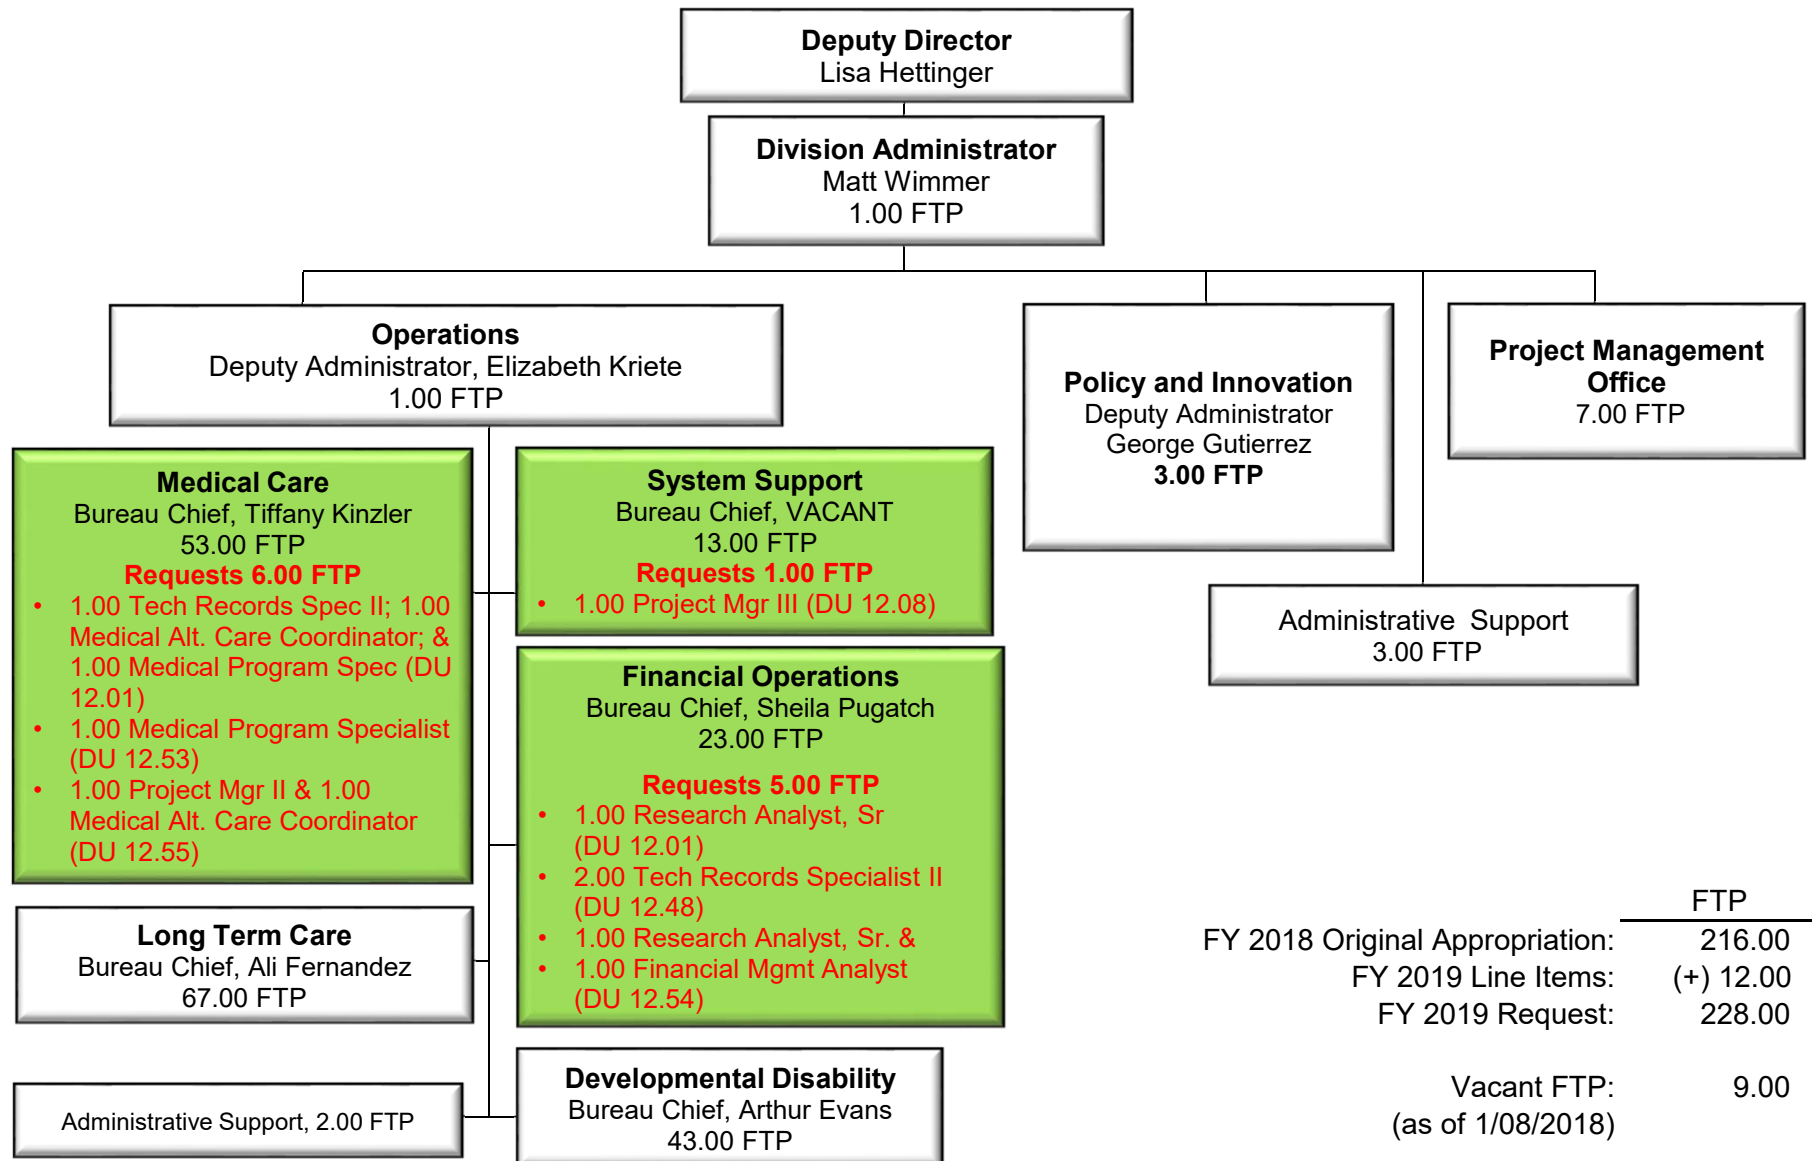 Deputy Director
Lisa Hettinger
Division Administrator
Matt Wimmer
1.00 FTP
Operations
Deputy Administrator, Elizabeth Kriete
1.00 FTP
Policy and Innovation
Deputy Administrator
George Gutierrez
3.00 FTP
Project Management
Office
7.00 FTP
Medical Care
Bureau Chief, Tiffany Kinzler
53.00 FTP
Requests 6.00 FTP
• 1.00 Tech Records Spec II; 1.00
Medical Alt. Care Coordinator; &
1.00 Medical Program Spec (DU
12.01)
• 1.00 Medical Program Specialist
(DU 12.53)
• 1.00 Project Mgr II & 1.00
Medical Alt. Care Coordinator
(DU 12.55)
System Support
Bureau Chief, VACANT
13.00 FTP
Requests 1.00 FTP
• 1.00 Project Mgr III (DU 12.08)
Administrative Support
3.00 FTP
Financial Operations
Bureau Chief, Sheila Pugatch
23.00 FTP
Requests 5.00 FTP
• 1.00 Research Analyst, Sr
(DU 12.01)
• 2.00 Tech Records Specialist II
(DU 12.48)
• 1.00 Research Analyst, Sr. &
• 1.00 Financial Mgmt Analyst
(DU 12.54)
Long Term Care
Bureau Chief, Ali Fernandez
67.00 FTP
Administrative Support, 2.00 FTP
Developmental Disability
Bureau Chief, Arthur Evans
43.00 FTP
FTP
FY 2018 Original Appropriation: 216.00
FY 2019 Line Items: (+) 12.00
FY 2019 Request: 228.00
Vacant FTP: 9.00
(as of 1/08/2018)